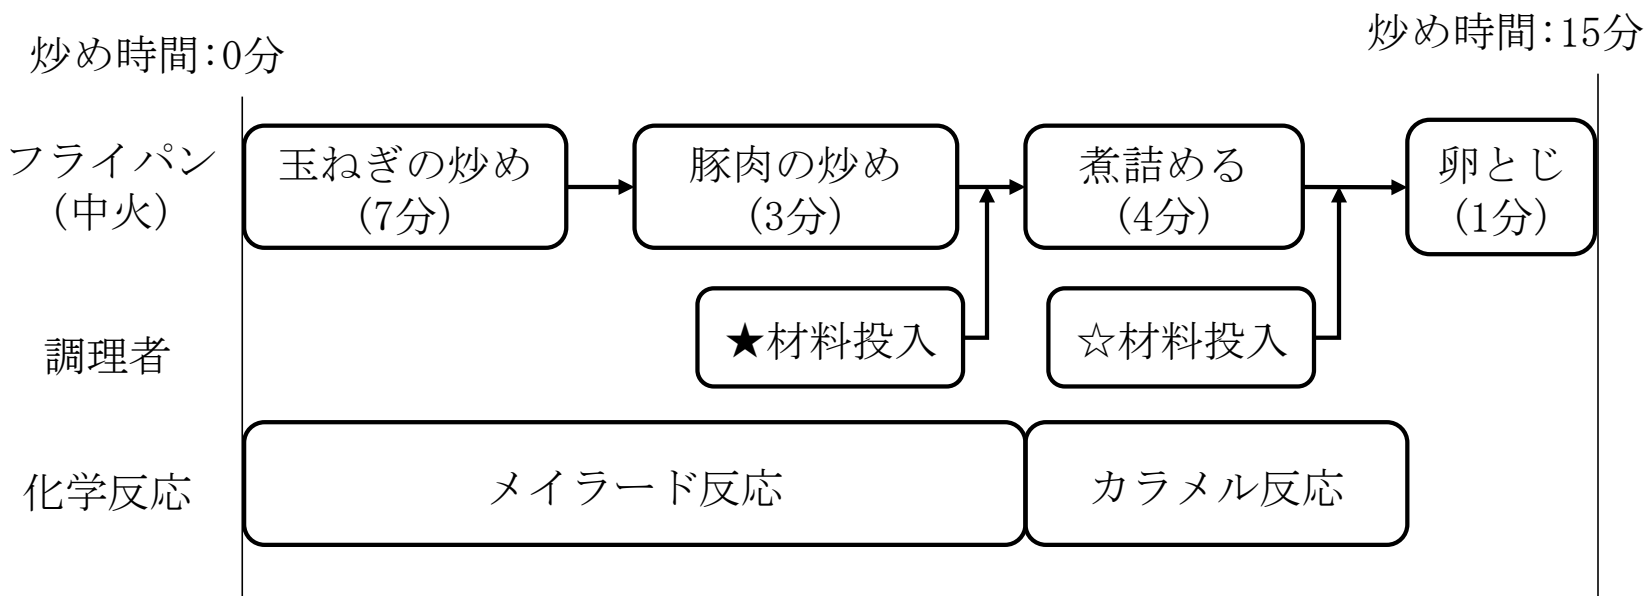 炒め時間:0分
炒め時間:15分
フライパン
(中火)
玉ねぎの炒め
(7分)
豚肉の炒め
(3分)
煮詰める
(4分)
卵とじ
(1分)
調理者
★材料投入
☆材料投入
化学反応
メイラード反応
カラメル反応